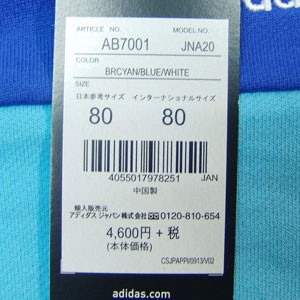 ARTICLE NO. MODEL NO.
AB7001 JNA20
COLOR
BRCYAN/BLUE/WHITE
SIZE
日本参考サイズ インターナショナルサイズ
80 80
4055017978251 JAN
中国製
輸入販売元
アディダス ジャパン株式会社 0120-810-654
4,600円 + 税
(本体価格)
CSJPAPPI/0913/V02
adidas.com